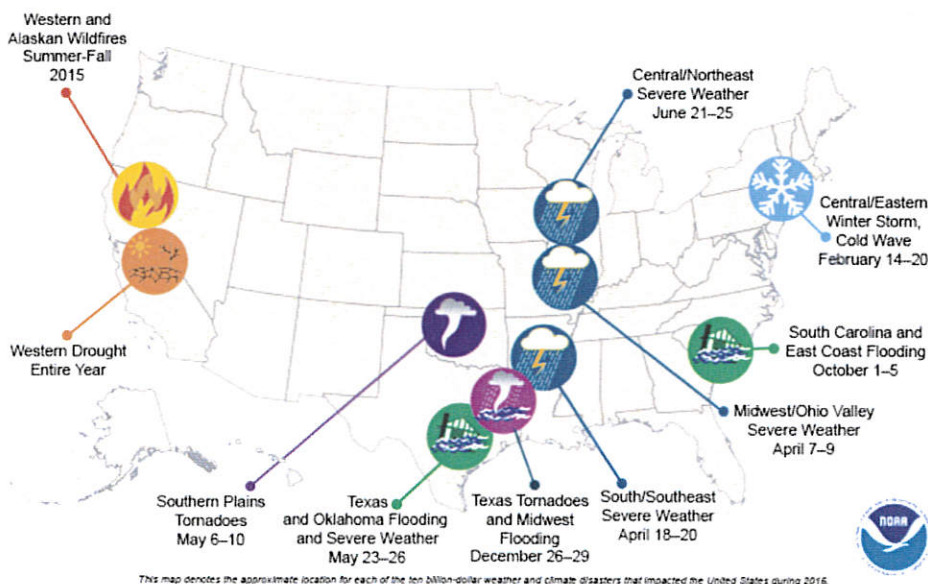 Western and
Alaskan Wildfires
Summer-Fall
2015
Central/Northeast
Severe Weather
June 21–25
Central/Eastern
Winter Storm,
Cold Wave
February 14–20
Western Drought
Entire Year
South Carolina and
East Coast Flooding
October 1–5
Midwest/Ohio Valley
Severe Weather
April 7–9
Southern Plains
Tornadoes
May 6–10
Texas
and Oklahoma Flooding
and Severe Weather
May 23–26
Texas Tornadoes
and Midwest
Flooding
December 26–29
South/Southeast
Severe Weather
April 18–20
NOAA
This map denotes the approximate location for each of the ten billion-dollar weather and climate disasters that impacted the United States during 2015.